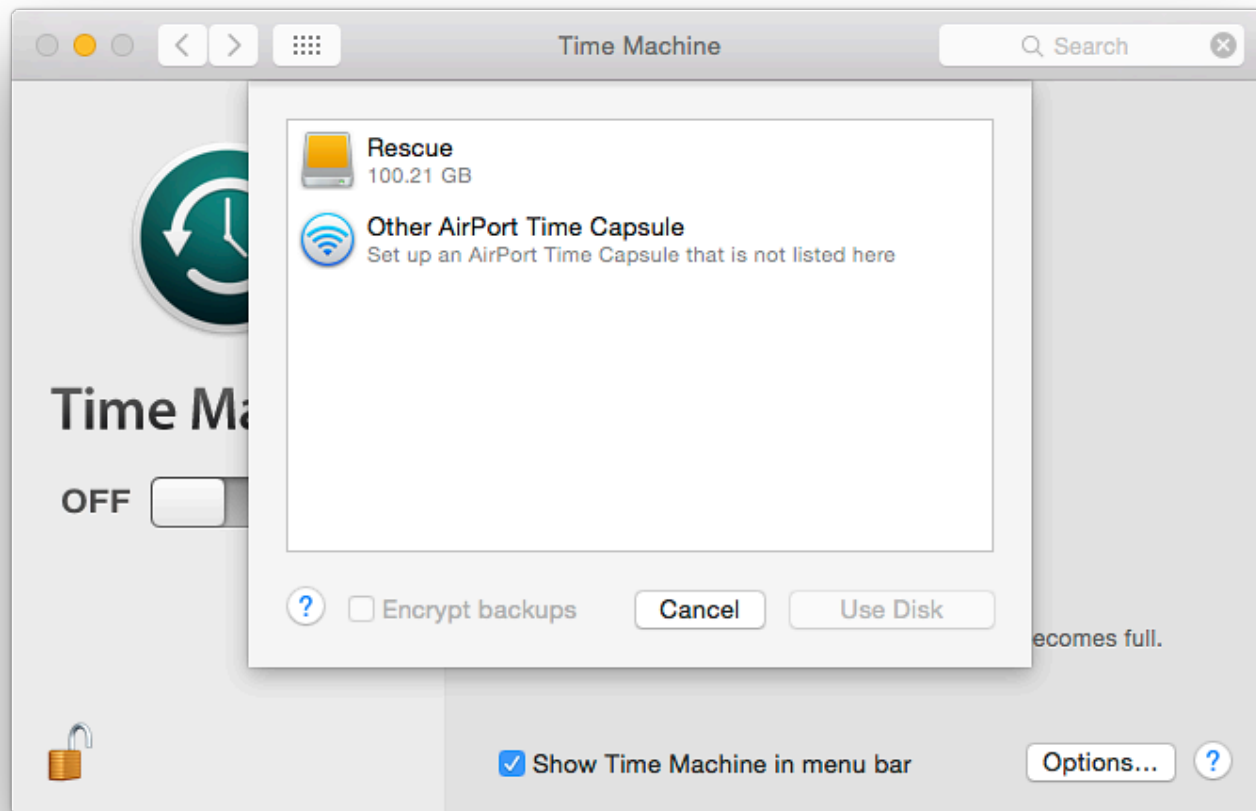 Time Machine
Search
Rescue
100.21 GB
Other AirPort Time Capsule
Set up an AirPort Time Capsule that is not listed here
Time Ma
OFF
? Encrypt backups Cancel Use Disk
ecomes full.
Show Time Machine in menu bar Options... ?